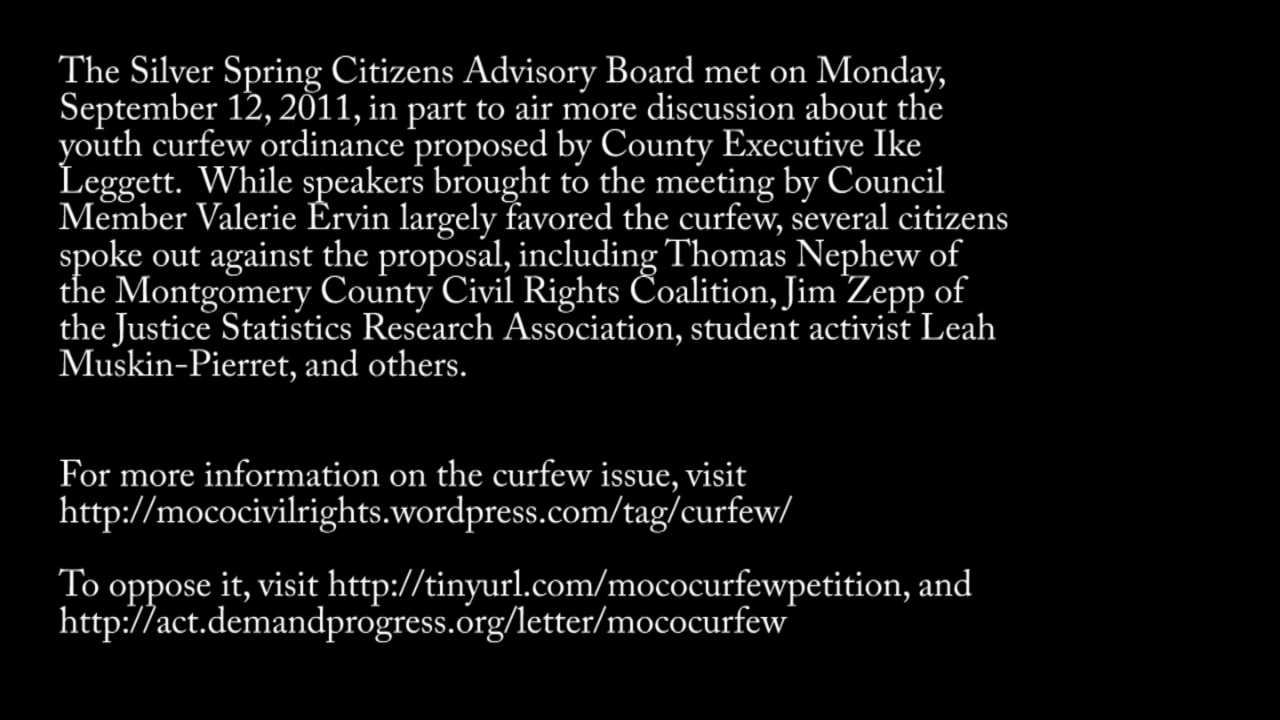 The Silver Spring Citizens Advisory Board met on Monday,
September 12, 2011, in part to air more discussion about the
youth curfew ordinance proposed by County Executive Ike
Leggett.  While speakers brought to the meeting by Council
Member Valerie Ervin largely favored the curfew, several citizens
spoke out against the proposal, including Thomas Nephew of
the Montgomery County Civil Rights Coalition, Jim Zepp of
the Justice Statistics Research Association, student activist Leah
Muskin-Pierret, and others.
For more information on the curfew issue, visit
http://mococivilrights.wordpress.com/tag/curfew/
To oppose it, visit http://tinyurl.com/mococurfewpetition, and
http://act.demandprogress.org/letter/mococurfew